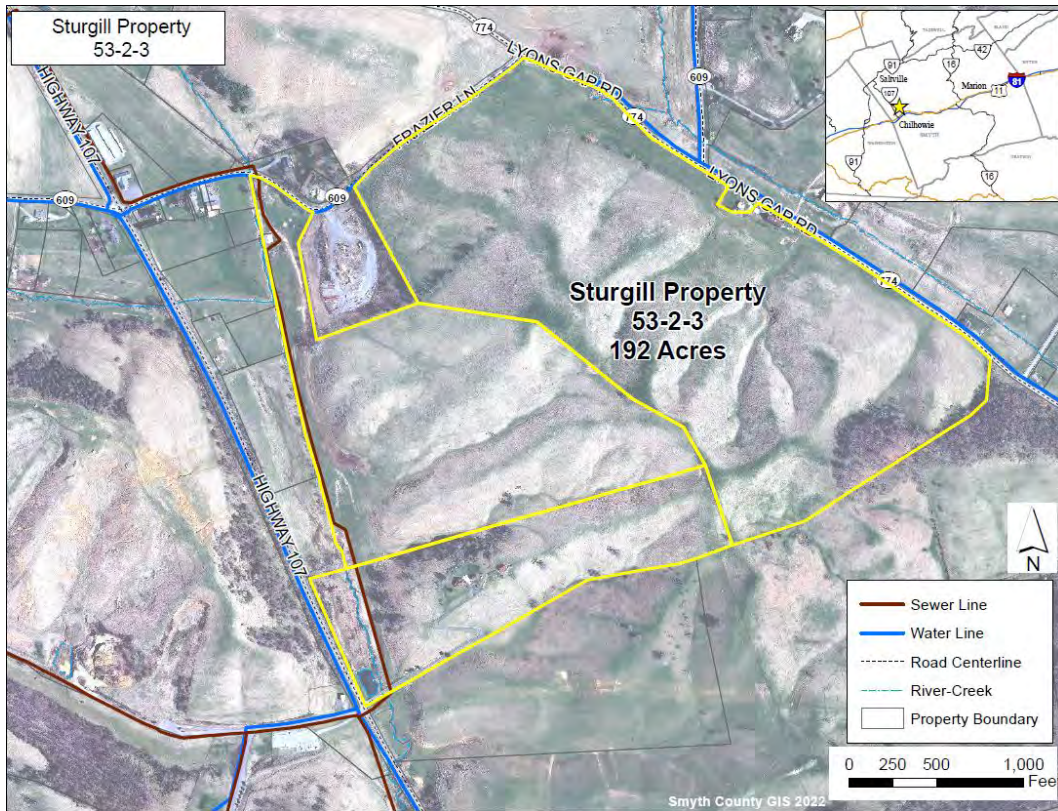 Sturgill Property
53-2-3
HIGHWAY 107
774
LYONS GAP RD
609
FRAZIER LN
774
LYONS GAP RD
609
609
774
Sturgill Property
53-2-3
192 Acres
HIGHWAY 107
91
42
16
107
Saltville
Marion
11
81
Chilhowie
91
16
N
Sewer Line
Water Line
Road Centerline
River-Creek
Property Boundary
0 250 500 1,000
Feet
Smyth County GIS 2022